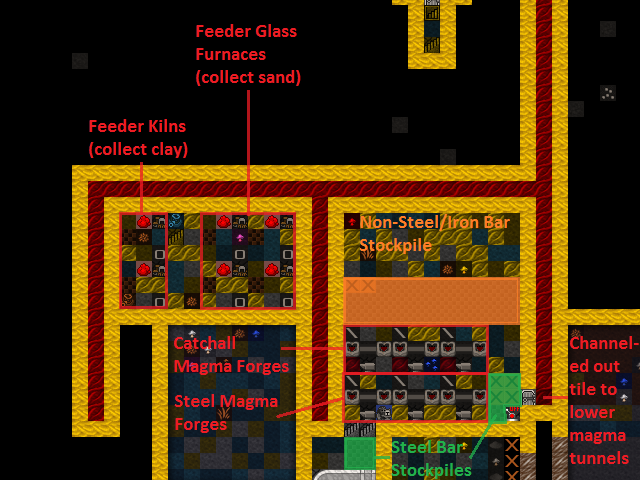 Feeder Glass
Furnaces
(collect sand)
Feeder Kilns
(collect clay)
Non-Steel/Iron Bar
Stockpile
Catchall
Magma Forges
Steel Magma
Forges
Channel-
ed out
tile to
lower
magma
tunnels
Steel Bar
Stockpiles